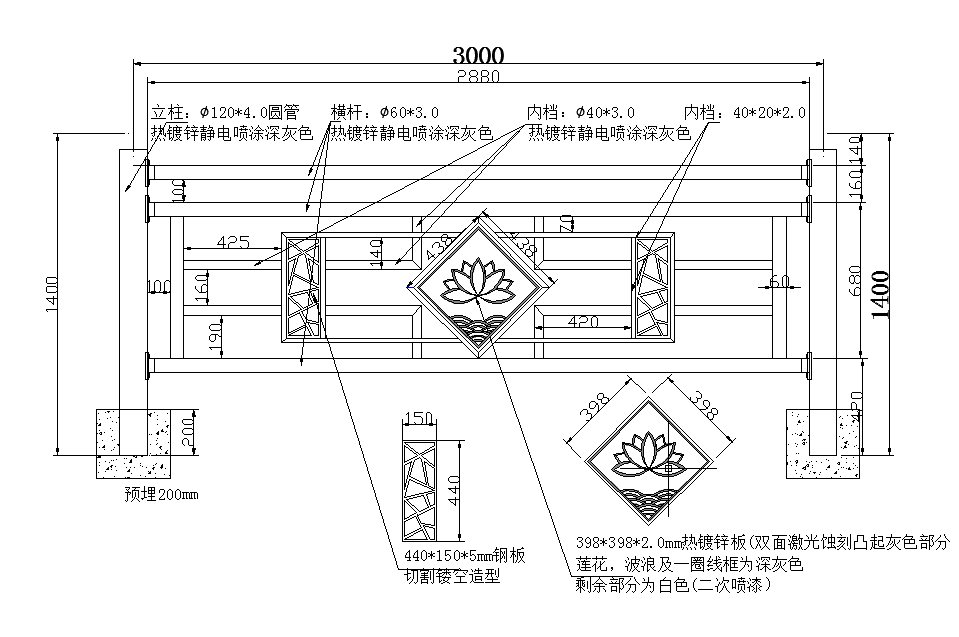 3000
2880
立柱：Φ120*4.0圆管
热镀锌静电喷涂深灰色
横杆：Φ60*3.0
热镀锌静电喷涂深灰色
内档：Φ40*3.0
热镀锌静电喷涂深灰色
内档：40*20*2.0
140
100
160
70
425
140
438
438
1400
100
160
60
680
1400
190
420
420
200
预埋200mm
150
440
398
398
440*150*5mm钢板
切割镂空造型
398*398*2.0mm热镀锌板(双面激光蚀刻凸起灰色部分
莲花，波浪及一圈线框为深灰色
剩余部分为白色(二次喷漆）